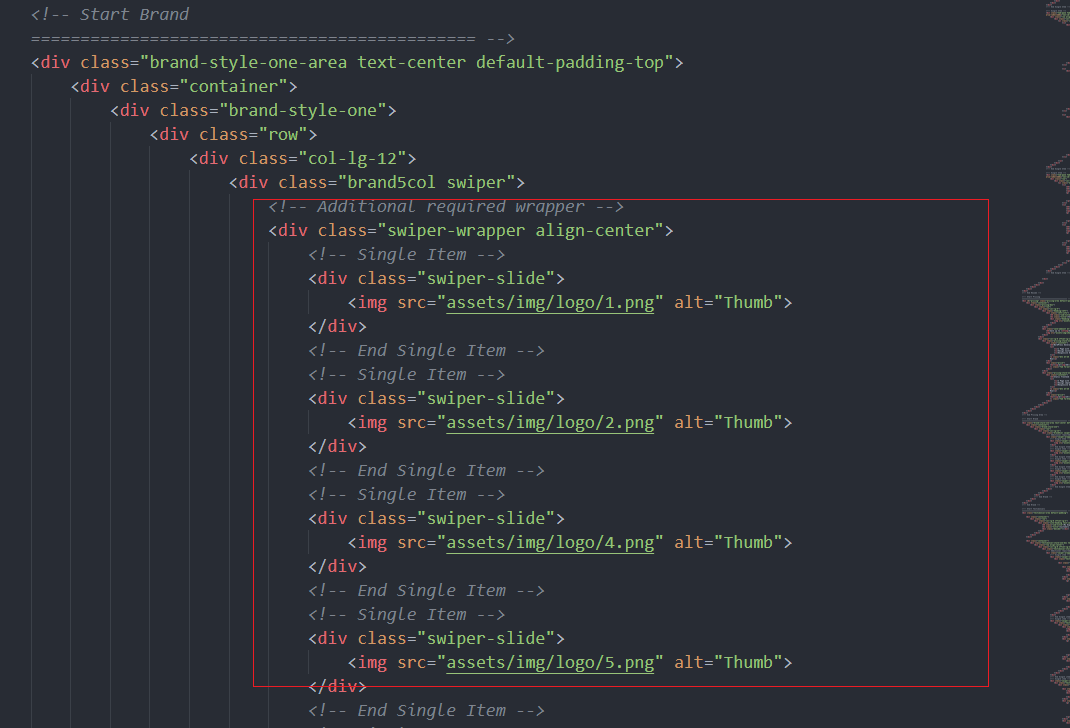 <!-- Start Brand
============================================= -->
<div class="brand-style-one-area text-center default-padding-top">
<div class="container">
<div class="brand-style-one">
<div class="row">
<div class="col-lg-12">
<div class="brand5col swiper">
<!-- Additional required wrapper -->
<div class="swiper-wrapper align-center">
<!-- Single Item -->
<div class="swiper-slide">
<img src="assets/img/logo/1.png" alt="Thumb">
</div>
<!-- End Single Item -->
<!-- Single Item -->
<div class="swiper-slide">
<img src="assets/img/logo/2.png" alt="Thumb">
</div>
<!-- End Single Item -->
<!-- Single Item -->
<div class="swiper-slide">
<img src="assets/img/logo/4.png" alt="Thumb">
</div>
<!-- End Single Item -->
<!-- Single Item -->
<div class="swiper-slide">
<img src="assets/img/logo/5.png" alt="Thumb">
</div>
<!-- End Single Item -->